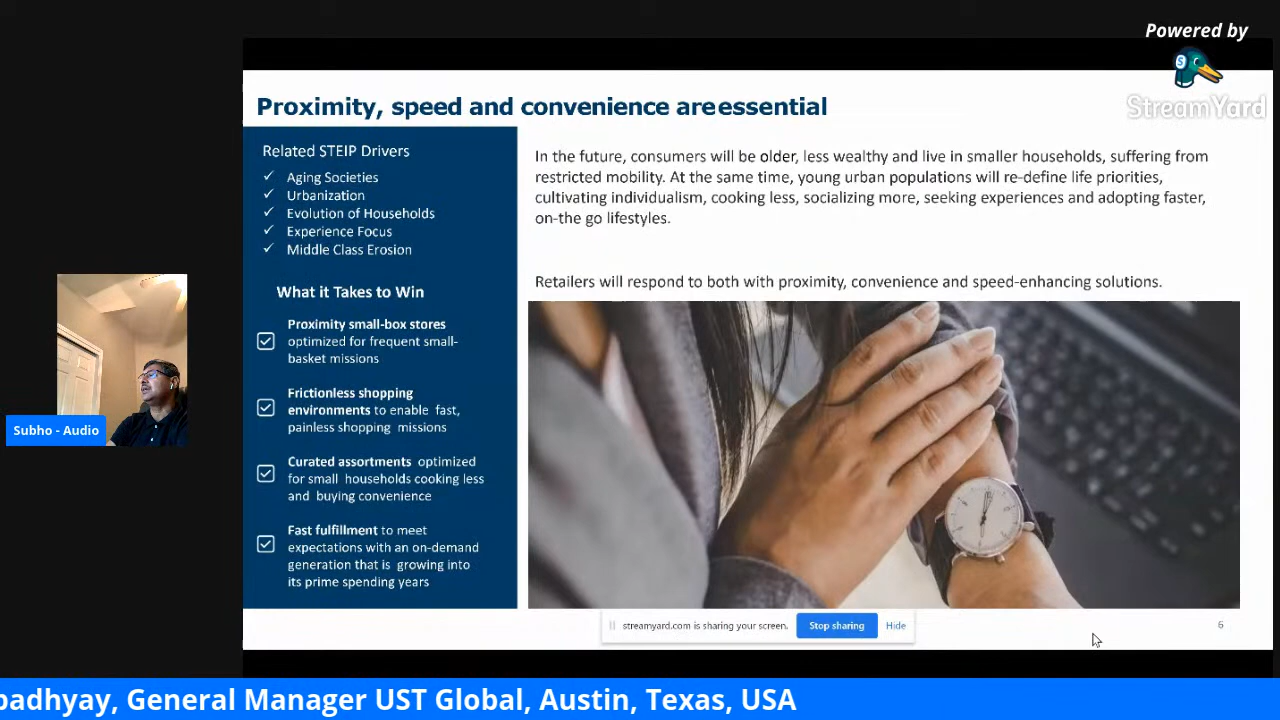 Powered by
StreamYard
Proximity, speed and convenience are essential
Related STEIP Drivers
✓ Aging Societies
✓ Urbanization
✓ Evolution of Households
✓ Experience Focus
✓ Middle Class Erosion
What it Takes to Win
Proximity small-box stores
optimized for frequent small-
basket missions
Frictionless shopping
environments to enable fast,
painless shopping missions
Curated assortments optimized
for small households cooking less
and buying convenience
Fast fulfillment to meet
expectations with an on-demand
generation that is growing into
its prime spending years
In the future, consumers will be older, less wealthy and live in smaller households, suffering from
restricted mobility. At the same time, young urban populations will re-define life priorities,
cultivating individualism, cooking less, socializing more, seeking experiences and adopting faster,
on-the go lifestyles.
Retailers will respond to both with proximity, convenience and speed-enhancing solutions.
Subho - Audio
streamyard.com is sharing your screen. Stop sharing Hide
6
padhyay, General Manager UST Global, Austin, Texas, USA